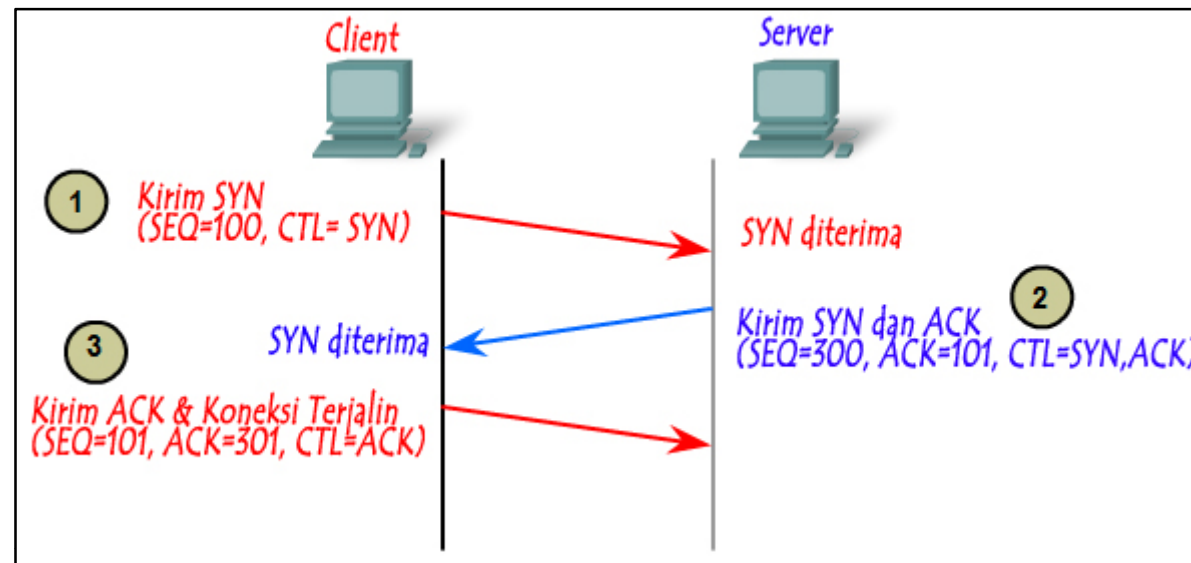 Client
Server
1
Kirim SYN
(SEQ=100, CTL= SYN)
SYN diterima
2
Kirim SYN dan ACK
(SEQ=300, ACK=101, CTL=SYN,ACK)
SYN diterima
3
Kirim ACK & Koneksi Terjalin
(SEQ=101, ACK=301, CTL=ACK)